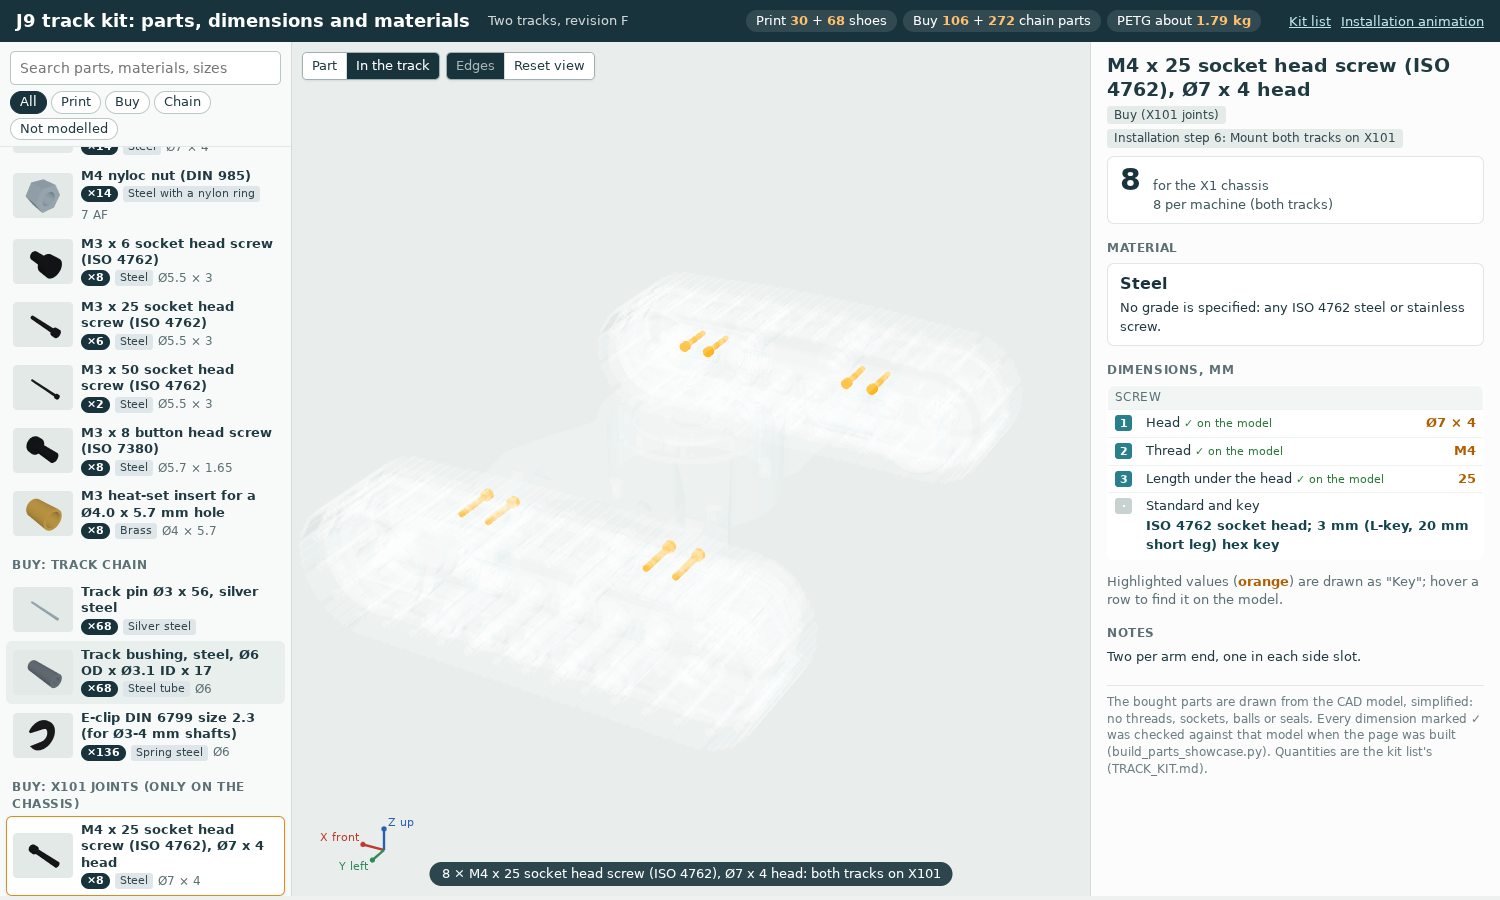 J9 track kit: parts, dimensions and materials
Two tracks, revision F
Print 30 + 68 shoes
Buy 106 + 272 chain parts
PETG about 1.79 kg
Kit list
Installation animation
Search parts, materials, sizes
All
Print
Buy
Chain
Not modelled
×14 Steel Ø7 × 4
M4 nyloc nut (DIN 985)
×14 Steel with a nylon ring
7 AF
M3 x 6 socket head screw
(ISO 4762)
×8 Steel Ø5.5 × 3
M3 x 25 socket head
screw (ISO 4762)
×6 Steel Ø5.5 × 3
M3 x 50 socket head
screw (ISO 4762)
×2 Steel Ø5.5 × 3
M3 x 8 button head screw
(ISO 7380)
×8 Steel Ø5.7 × 1.65
M3 heat-set insert for a
Ø4.0 x 5.7 mm hole
×8 Brass Ø4 × 5.7
BUY: TRACK CHAIN
Track pin Ø3 x 56, silver
steel
×68 Silver steel
Track bushing, steel, Ø6
OD x Ø3.1 ID x 17
×68 Steel tube Ø6
E-clip DIN 6799 size 2.3
(for Ø3-4 mm shafts)
×136 Spring steel Ø6
BUY: X101 JOINTS (ONLY ON THE
CHASSIS)
M4 x 25 socket head
screw (ISO 4762), Ø7 x 4
head
×8 Steel Ø7 × 4
Part
In the track
Edges
Reset view
X front
Z up
Y left
8 × M4 x 25 socket head screw (ISO 4762), Ø7 x 4 head: both tracks on X101
M4 x 25 socket head screw (ISO
4762), Ø7 x 4 head
Buy (X101 joints)
Installation step 6: Mount both tracks on X101
8 for the X1 chassis
8 per machine (both tracks)
MATERIAL
Steel
No grade is specified: any ISO 4762 steel or stainless
screw.
DIMENSIONS, MM
SCREW
1 Head ✓ on the model Ø7 × 4
2 Thread ✓ on the model M4
3 Length under the head ✓ on the model 25
· Standard and key
ISO 4762 socket head; 3 mm (L-key, 20 mm
short leg) hex key
Highlighted values (orange) are drawn as "Key"; hover a
row to find it on the model.
NOTES
Two per arm end, one in each side slot.
The bought parts are drawn from the CAD model, simplified:
no threads, sockets, balls or seals. Every dimension marked ✓
was checked against that model when the page was built
(build_parts_showcase.py). Quantities are the kit list's
(TRACK_KIT.md).